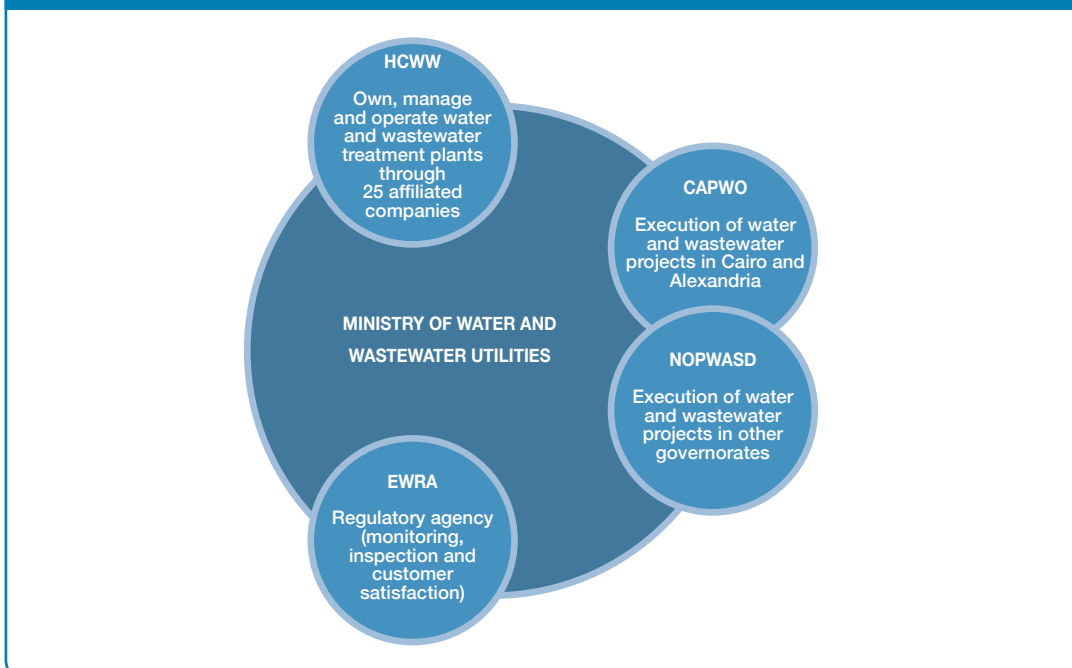 HCWW
Own, manage
and operate water
and wastewater
treatment plants
through
25 affiliated
companies
CAPWO
Execution of water
and wastewater
projects in Cairo and
Alexandria
MINISTRY OF WATER AND
WASTEWATER UTILITIES
NOPWASD
Execution of water
and wastewater
projects in other
governorates
EWRA
Regulatory agency
(monitoring,
inspection and
customer
satisfaction)